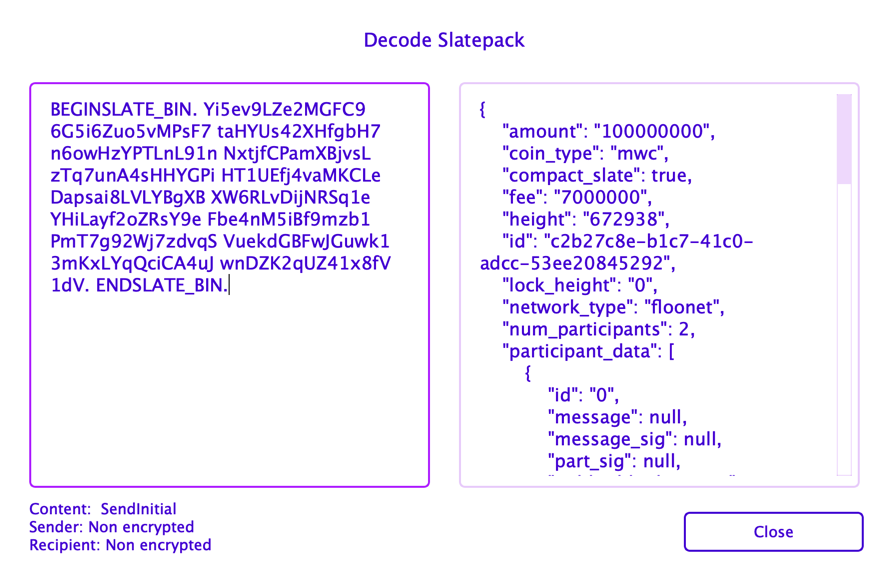 Decode Slatepack
BEGINSLATE_BIN. Yi5ev9LZe2MGFC9
6G5i6Zuo5vMPsF7 taHYUs42XHfgbH7
n6owHzYPTLnL91n NxtjfCPamXBjvsL
zTq7unA4sHHYGPi HT1UEfj4vaMKCLe
Dapsai8LVLYBgXB XW6RLvDijNRSq1e
YHiLayf2oZRsY9e Fbe4nM5iBf9mzb1
PmT7g92Wj7zdvqS VuekdGBFwJGuwk1
3mKxLYqQciCA4uJ wnDZK2qUZ41x8fV
1dV. ENDSLATE_BIN.
{
"amount": "100000000",
"coin_type": "mwc",
"compact_slate": true,
"fee": "7000000",
"height": "672938",
"id": "c2b27c8e-b1c7-41c0-
adcc-53ee20845292",
"lock_height": "0",
"network_type": "floonet",
"num_participants": 2,
"participant_data": [
{
"id": "0",
"message": null,
"message_sig": null,
"part_sig": null,
Content: SendInitial
Sender: Non encrypted
Recipient: Non encrypted
Close